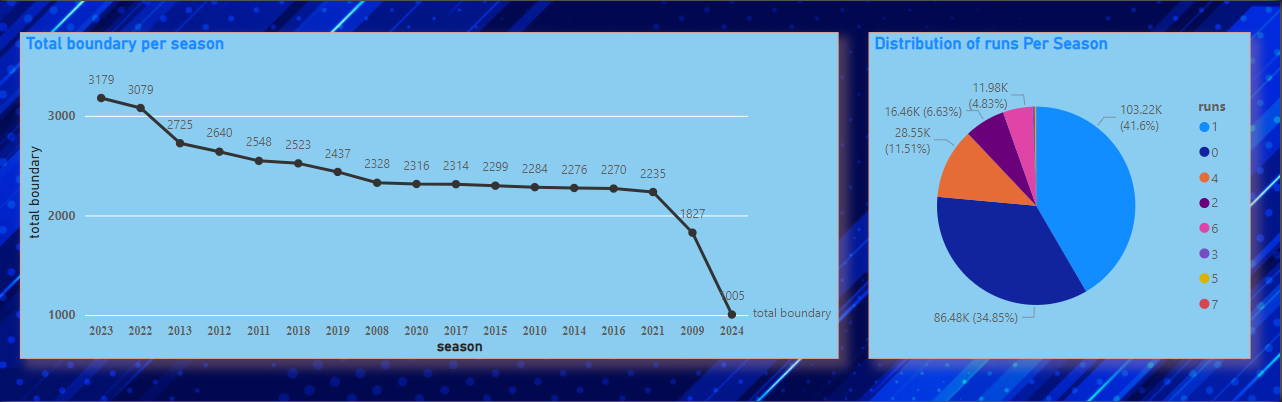 Total boundary per season
3179
3079
2725
2640
2548
2523
2437
2328
2316
2314
2299
2284
2276
2270
2235
1827
1005
3000
2000
1000
total boundary
total boundary
2023 2022 2013 2012 2011 2018 2019 2008 2020 2017 2015 2010 2014 2016 2021 2009 2024
season
Distribution of runs Per Season
11.98K
(4.83%)
16.46K (6.63%)
28.55K
(11.51%)
103.22K
(41.6%)
86.48K (34.85%)
runs
1
0
4
2
6
3
5
7